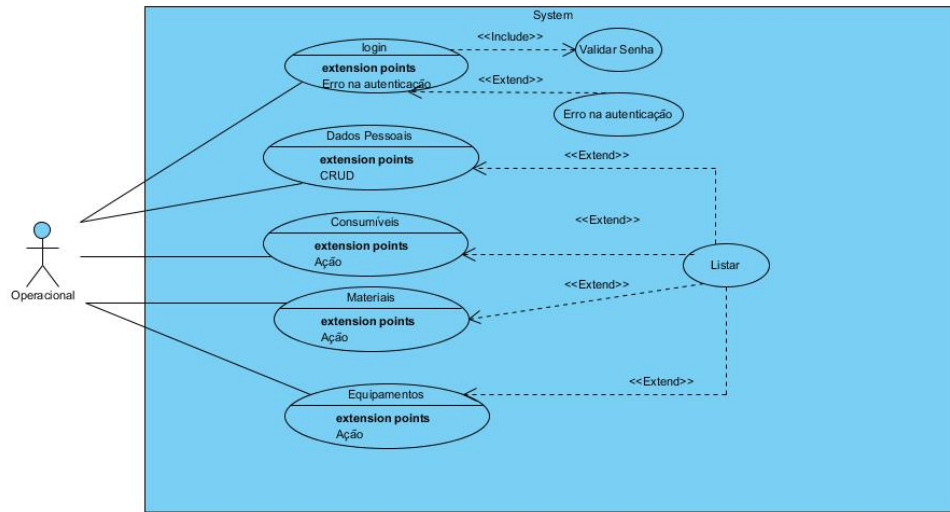 System
login
extension points
Erro na autenticação
<<Include>>
Validar Senha
<<Extend>>
Erro na autenticação
Dados Pessoais
extension points
CRUD
<<Extend>>
Consumíveis
extension points
Ação
<<Extend>>
Listar
Operacional
Materiais
extension points
Ação
<<Extend>>
Equipamentos
extension points
Ação
<<Extend>>